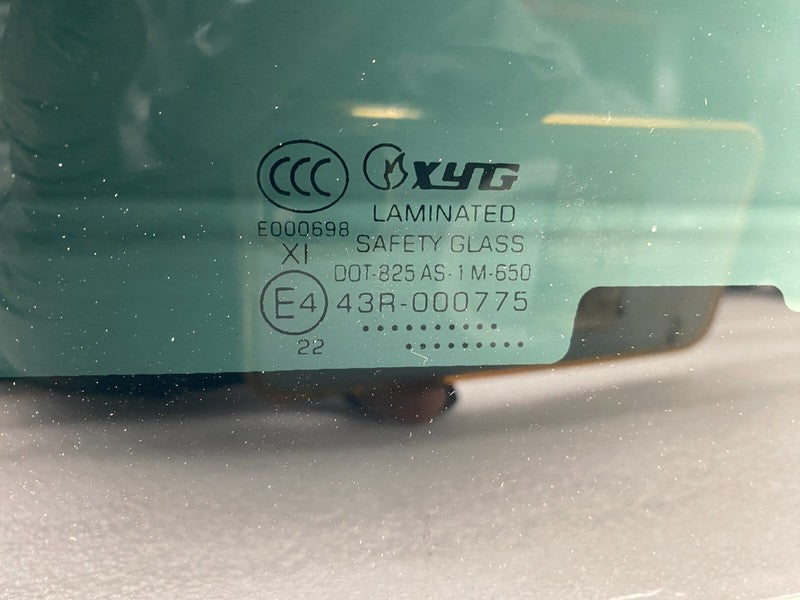 CCC XYG
LAMINATED
E000698
SAFETY GLASS
XI
DOT-825 AS-1 M-650
E4 43R-000775
22